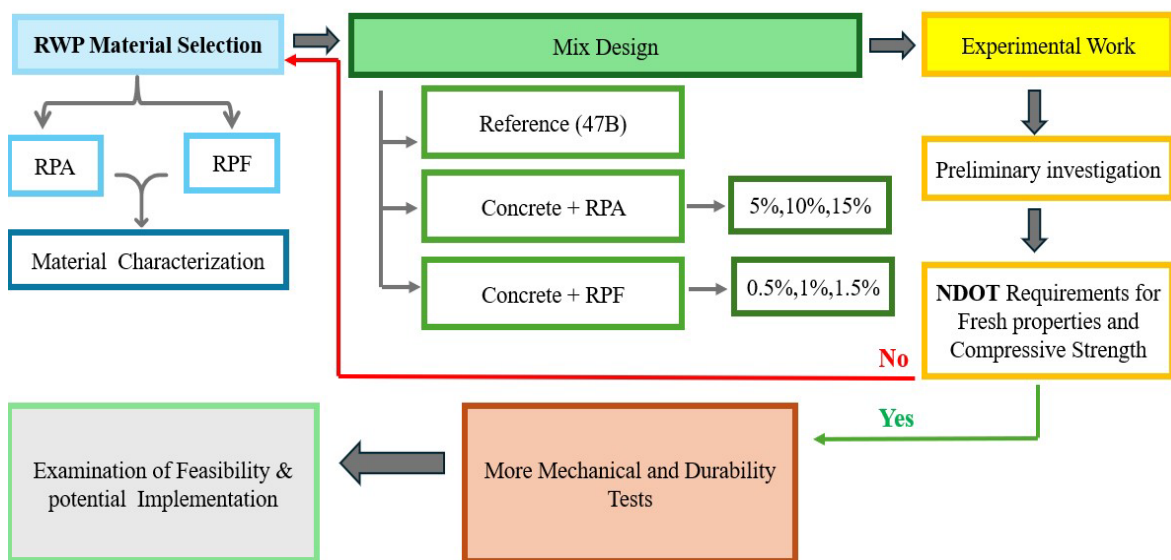 RWP Material Selection
Mix Design
Experimental Work
Reference (47B)
RPA
RPF
Preliminary investigation
Concrete + RPA
5%,10%,15%
Material Characterization
Concrete + RPF
0.5%,1%,1.5%
NDOT Requirements for
Fresh properties and
Compressive Strength
No
Yes
Examination of Feasibility &
potential Implementation
More Mechanical and Durability
Tests